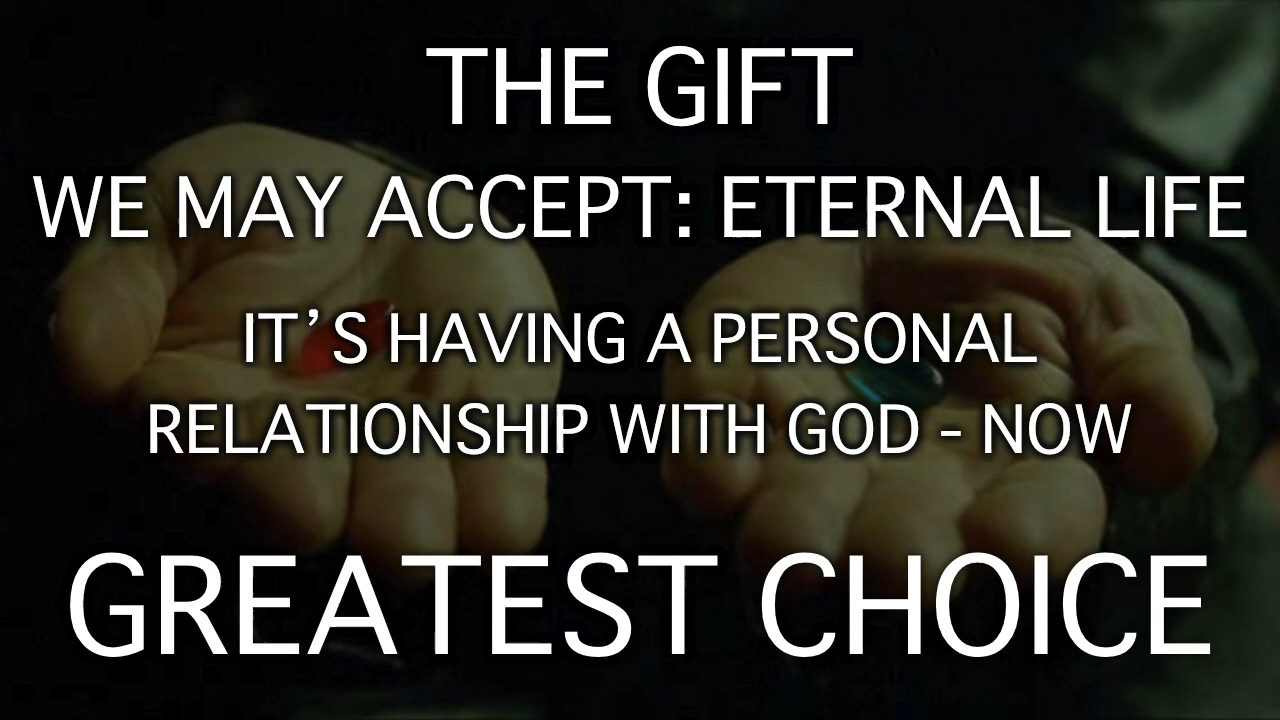 THE GIFT
WE MAY ACCEPT: ETERNAL LIFE
IT’S HAVING A PERSONAL
RELATIONSHIP WITH GOD - NOW
GREATEST CHOICE